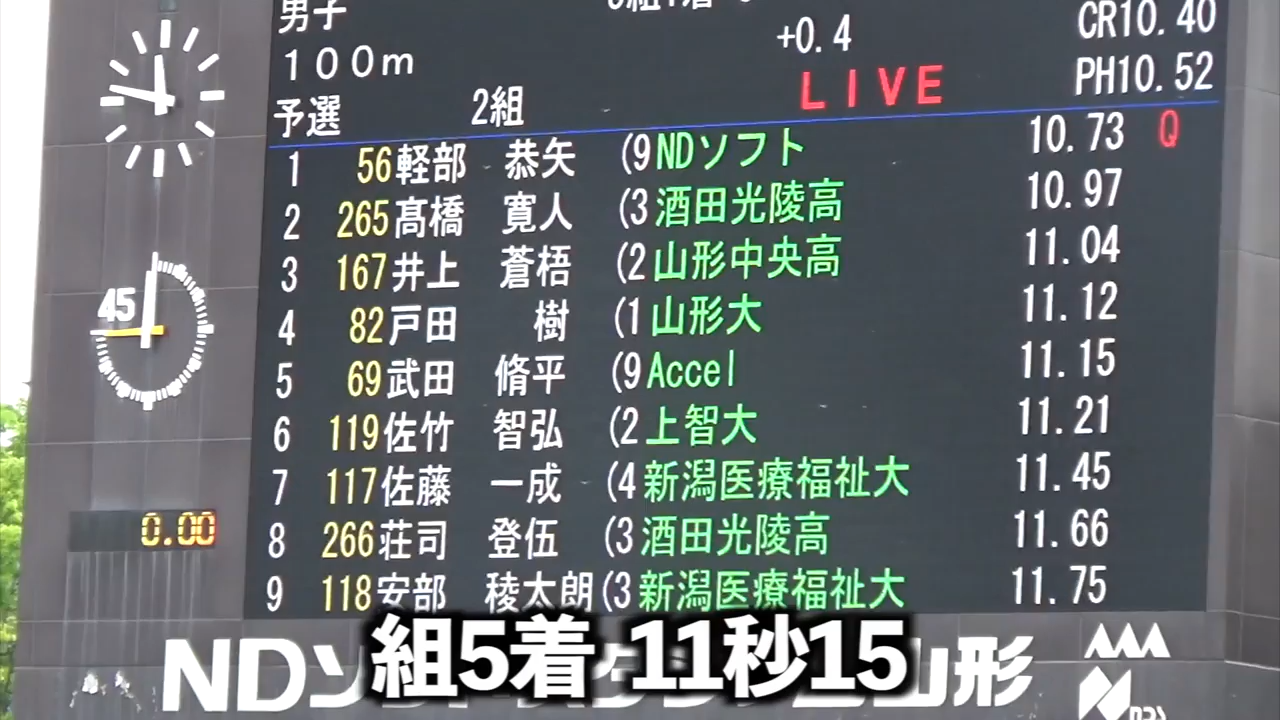 男子
+0.4
CR10.40
100m
LIVE
PH10.52
予選 2組
1 56 軽部 恭矢 (9 NDソフト 10.73 Q
2 265 髙橋 寛人 (3 酒田光陵高 10.97
3 167 井上 蒼梧 (2 山形中央高 11.04
4 82 戸田 樹 (1 山形大 11.12
5 69 武田 脩平 (9 Accel 11.15
6 119 佐竹 智弘 (2 上智大 11.21
7 117 佐藤 一成 (4 新潟医療福祉大 11.45
8 266 荘司 登伍 (3 酒田光陵高 11.66
9 118 安部 稜太朗 (3 新潟医療福祉大 11.75
45
0.00
組5着 11秒15
NDソ
山形